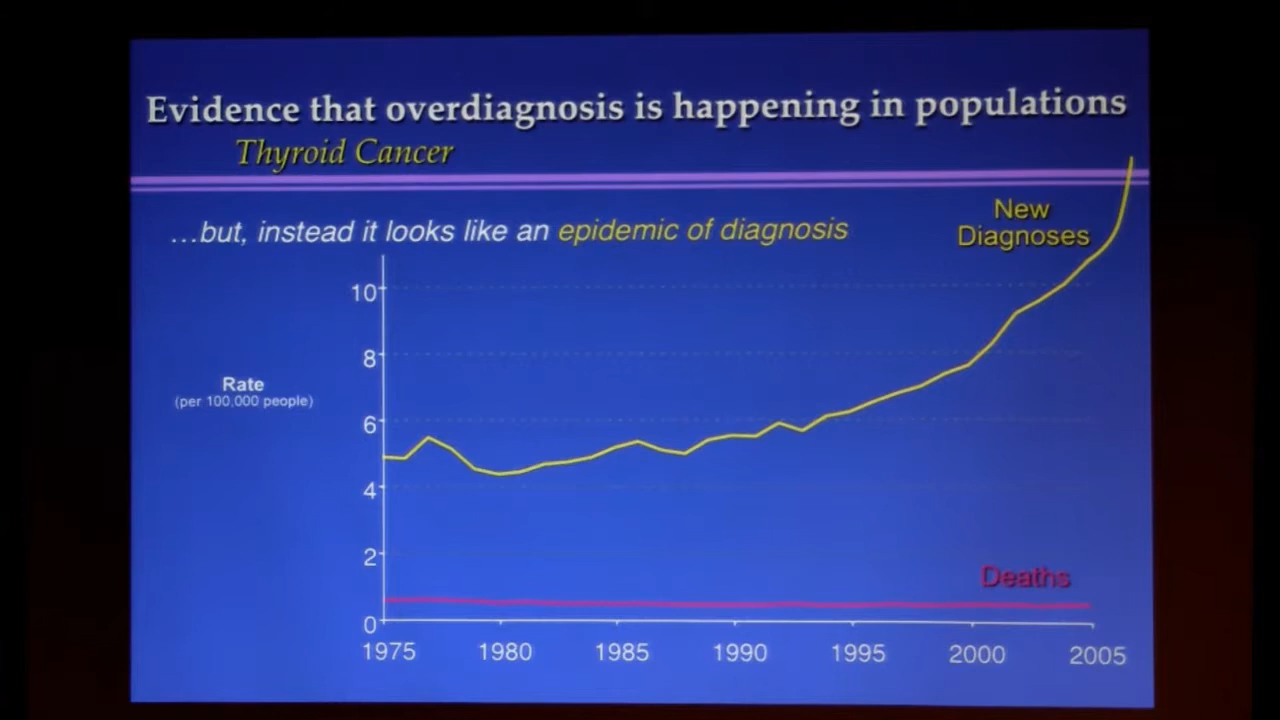 Evidence that overdiagnosis is happening in populations
Thyroid Cancer
...but, instead it looks like an epidemic of diagnosis
New
Diagnoses
10
8
Rate
(per 100,000 people)
6
4
2
Deaths
0
1975 1980 1985 1990 1995 2000 2005